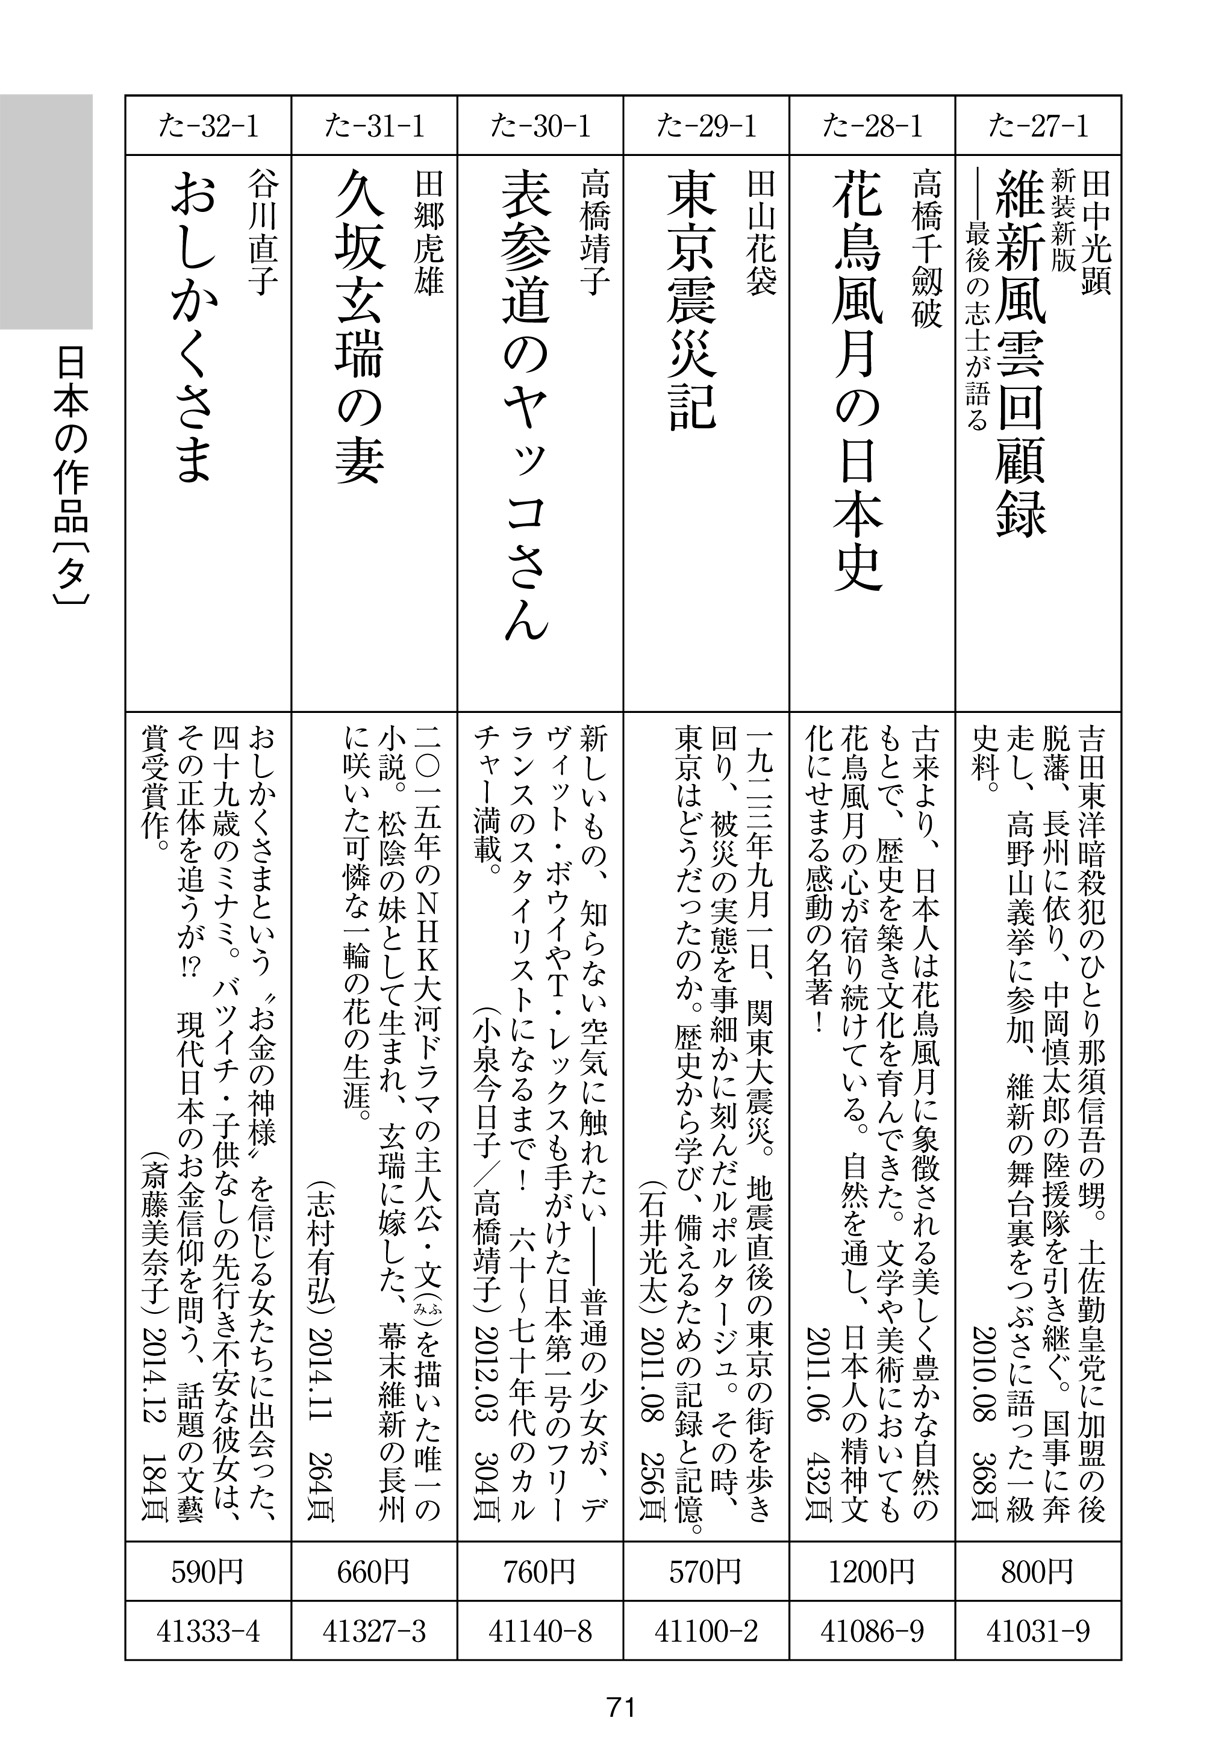 た-27-1
田中光顕
新装新版
維新風雲回顧録
――最後の志士が語る
吉田東洋暗殺犯のひとり那須信吾の甥。土佐勤皇党に加盟の後
脱藩、長州に依り、中岡慎太郎の陸援隊を引き継ぐ。国事に奔
走し、高野山義挙に参加、維新の舞台裏をつぶさに語った一級
史料。
2010.08　368頁
800円
41031-9
た-28-1
高橋千劔破
花鳥風月の日本史
古来より、日本人は花鳥風月に象徴される美しく豊かな自然の
もとで、歴史を築き文化を育んできた。文学や美術においても
花鳥風月の心が宿り続けている。自然を通し、日本人の精神文
化にせまる感動の名著！
2011.06　432頁
1200円
41086-9
た-29-1
田山花袋
東京震災記
一九二三年九月一日、関東大震災。地震直後の東京の街を歩き
回り、被災の実態を事細かに刻んだルポルタージュ。その時、
東京はどうだったのか。歴史から学び、備えるための記録と記憶。
（石井光太）2011.08　256頁
570円
41100-2
た-30-1
高橋靖子
表参道のヤッコさん
新しいもの、知らない空気に触れたい――普通の少女が、デ
ヴィット・ボウイやT・レックスも手がけた日本第一号のフリー
ランスのスタイリストになるまで！　六十～七十年代のカル
チャー満載。
（小泉今日子／高橋靖子）2012.03　304頁
760円
41140-8
た-31-1
田郷虎雄
久坂玄瑞の妻
二〇一五年のNHK大河ドラマの主人公・文（ふみ）を描いた唯一の
小説。松陰の妹として生まれ、玄瑞に嫁した、幕末維新の長州
に咲いた可憐な一輪の花の生涯。
（志村有弘）2014.11　264頁
660円
41327-3
た-32-1
谷川直子
おしかくさま
おしかくさまという〝お金の神様〟を信じる女たちに出会った、
四十九歳のミナミ。バツイチ・子供なしの先行き不安な彼女は、
その正体を追うが!?　現代日本のお金信仰を問う、話題の文藝
賞受賞作。
（斎藤美奈子）2014.12　184頁
590円
41333-4
日本の作品〔タ〕
71